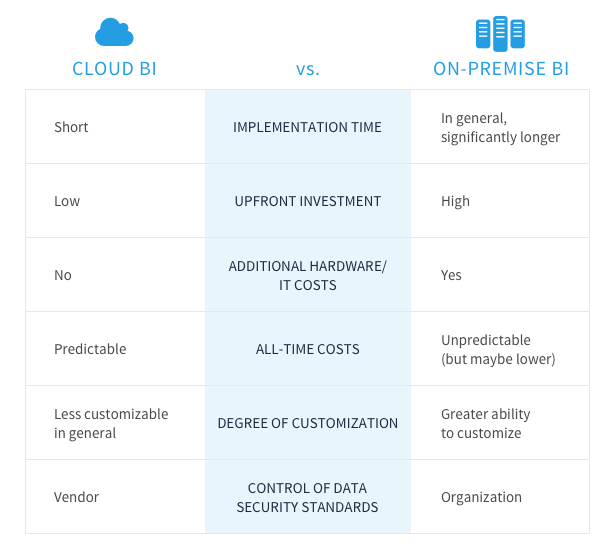 CLOUD BI
vs.
ON-PREMISE BI
Short
IMPLEMENTATION TIME
In general,
significantly longer
Low
UPFRONT INVESTMENT
High
No
ADDITIONAL HARDWARE/
IT COSTS
Yes
Predictable
ALL-TIME COSTS
Unpredictable
(but maybe lower)
Less customizable
in general
DEGREE OF CUSTOMIZATION
Greater ability
to customize
Vendor
CONTROL OF DATA
SECURITY STANDARDS
Organization